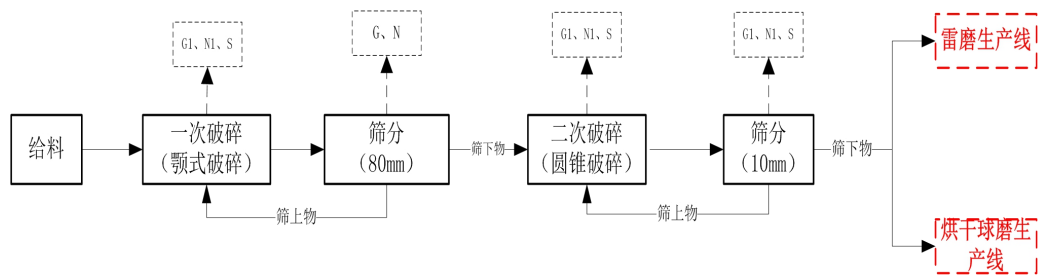 G1、N1、S
G、N
G1、N1、S
G1、N1、S
雷磨生产线
给料
一次破碎
（颚式破碎）
筛分
（80mm）
筛下物
二次破碎
（圆锥破碎）
筛分
（10mm）
筛下物
筛上物
筛上物
烘干球磨生
产线